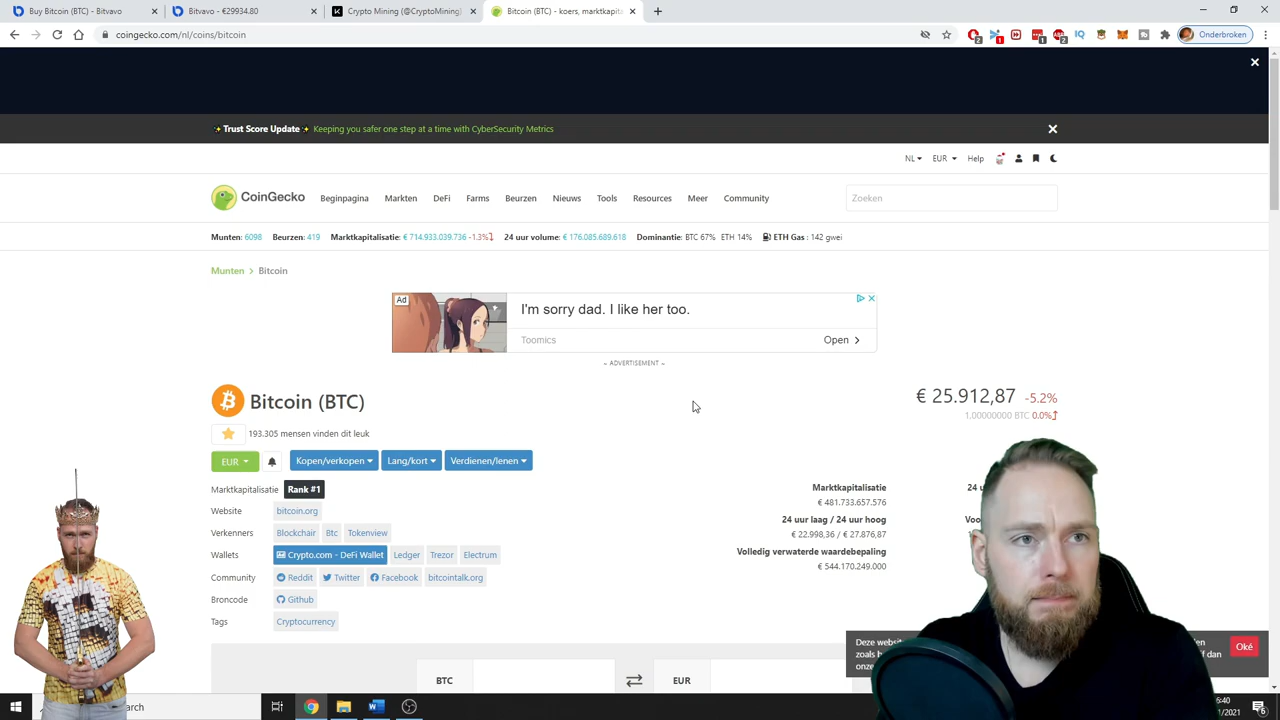 Buy Bitcoin (BTC) - Bitvavo
Bitvavo - €29934.80
Crypto Mining (@CryptoMining)
Bitcoin (BTC) - koers, marktkapita
coingecko.com/nl/coins/bitcoin
Onderbroken
Trust Score Update Keeping you safer one step at a time with CyberSecurity Metrics
NL EUR Help
CoinGecko Beginpagina Markten DeFi Farms Beurzen Nieuws Tools Resources Meer Community Zoeken
Munten: 6098 Beurzen: 419 Marktkapitalisatie: € 714.933.039.736 -1.3% 24 uur volume: € 176.085.689.618 Dominantie: BTC 67% ETH 14% ETH Gas : 142 gwei
Munten > Bitcoin
Ad
I'm sorry dad. I like her too.
Toomics Open
– ADVERTISEMENT –
Bitcoin (BTC)
€ 25.912,87 -5.2%
1.00000000 BTC 0.0%
193.305 mensen vinden dit leuk
EUR Kopen/verkopen Lang/kort Verdienen/lenen
Marktkapitalisatie Rank #1
Website bitcoin.org
Verkenners Blockchair Btc Tokenview
Wallets Crypto.com - DeFi Wallet Ledger Trezor Electrum
Community Reddit Twitter Facebook bitcointalk.org
Broncode Github
Tags Cryptocurrency
Marktkapitalisatie
€ 481.733.657.576
24 uur laag / 24 uur hoog
€ 22.998,36 / € 27.876,87
Volledig verwaterde waardebepaling
€ 544.170.249.000
24
Deze
zoals
dan
Oké
BTC EUR
6:40
/2021